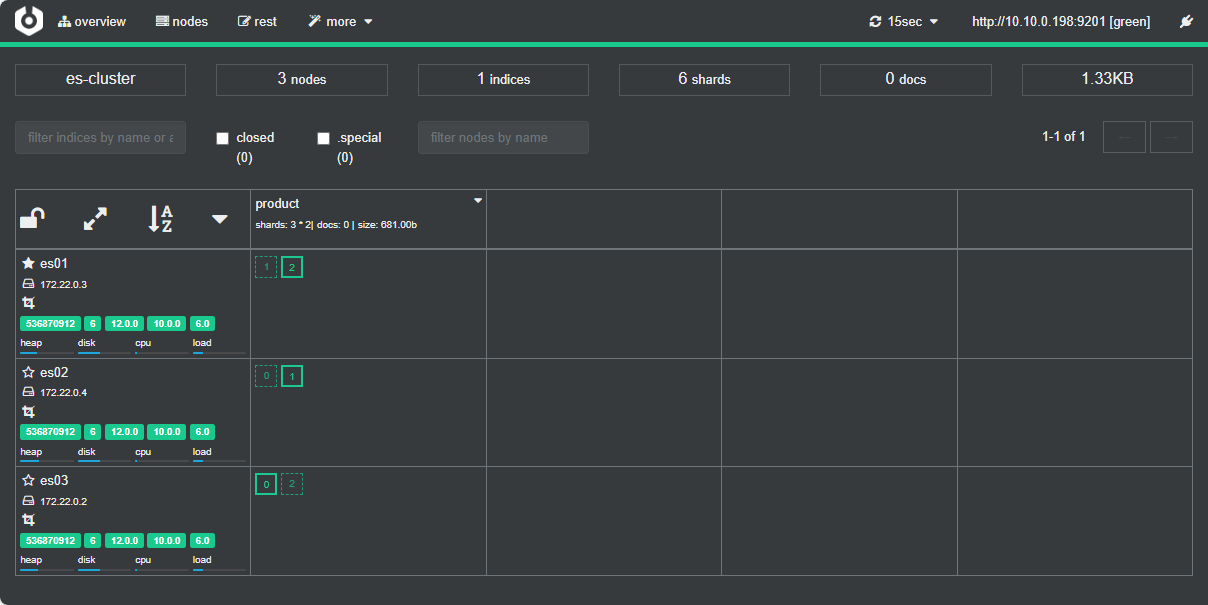 overview nodes rest more 15sec http://10.10.0.198:9201 [green]
es-cluster 3 nodes 1 indices 6 shards 0 docs 1.33KB
filter indices by name or a closed .special filter nodes by name 1-1 of 1
(0) (0)
product
shards: 3 * 2| docs: 0 | size: 681.00b
es01 1 2
172.22.0.3
536870912 6 12.0.0 10.0.0 6.0
heap disk cpu load
es02 0 1
172.22.0.4
536870912 6 12.0.0 10.0.0 6.0
heap disk cpu load
es03 0 2
172.22.0.2
536870912 6 12.0.0 10.0.0 6.0
heap disk cpu load